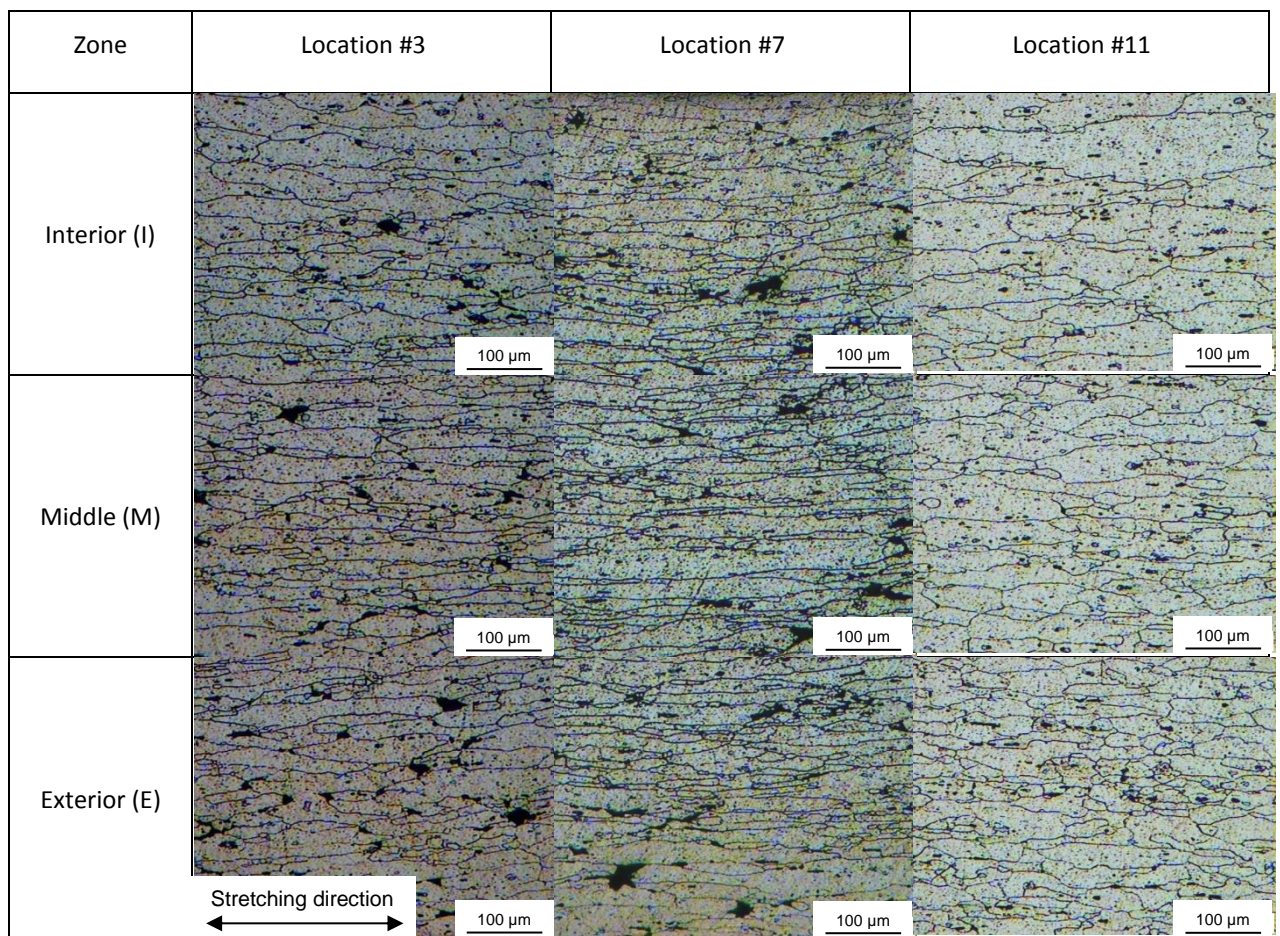 Zone Location #3 Location #7 Location #11
Interior (I)
100 µm 100 µm 100 µm
Middle (M)
100 µm 100 µm 100 µm
Exterior (E)
Stretching direction
100 µm 100 µm 100 µm